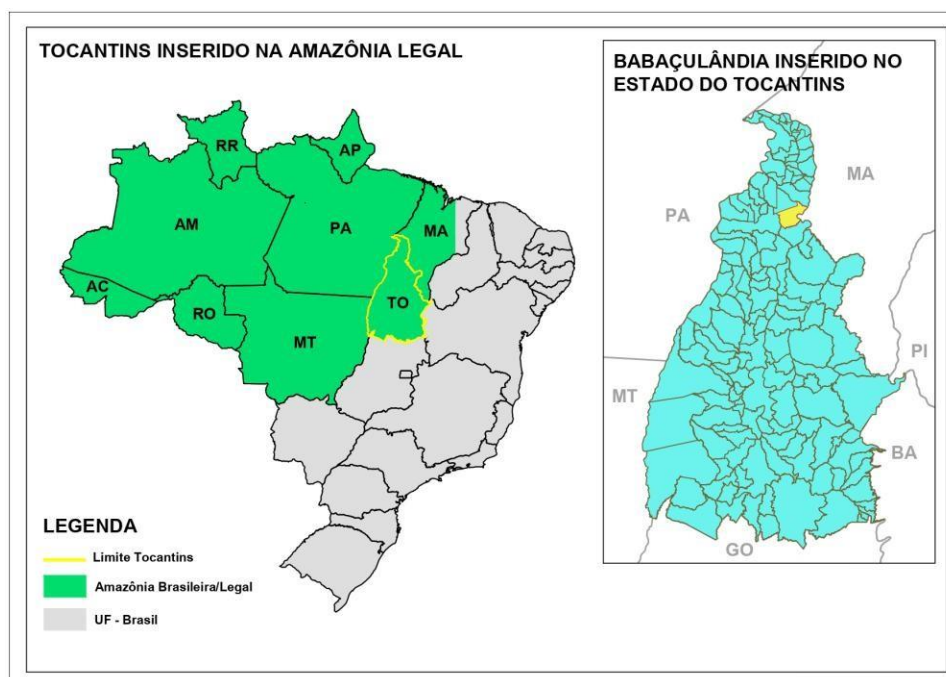 TOCANTINS INSERIDO NA AMAZÔNIA LEGAL
RR
AP
AM
PA
MA
AC
RO
MT
TO
LEGENDA
Limite Tocantins
Amazônia Brasileira/Legal
UF - Brasil
BABAÇULÂNDIA INSERIDO NO
ESTADO DO TOCANTINS
MA
PA
PI
MT
BA
GO